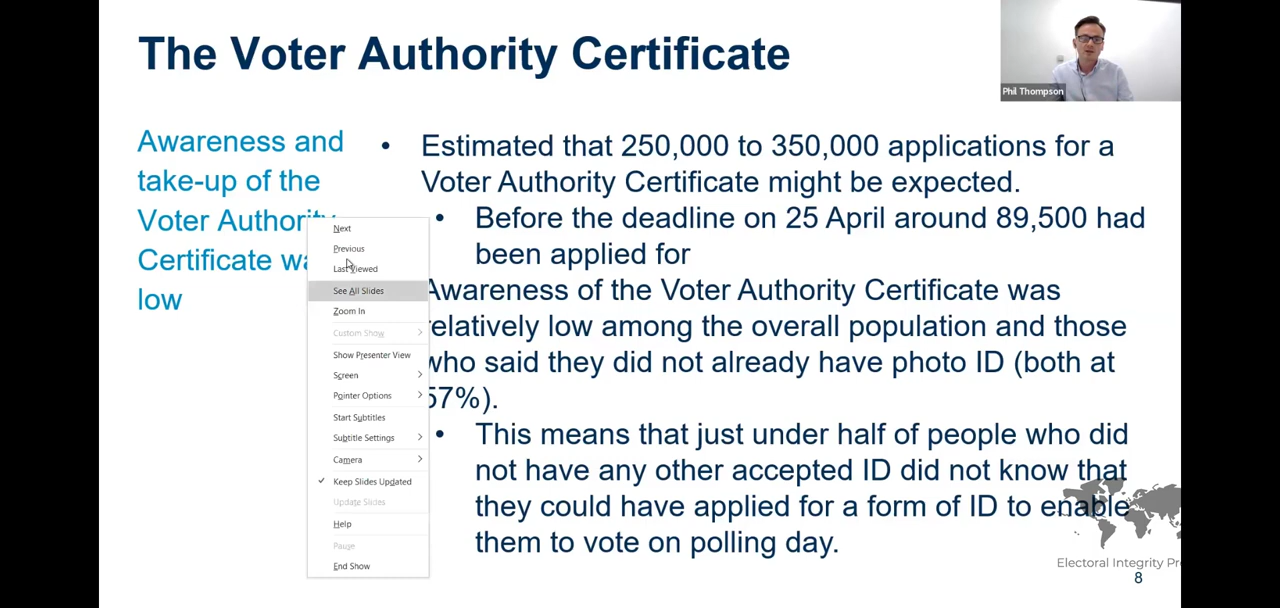 The Voter Authority Certificate
Phil Thompson
Awareness and
take-up of the
Voter Authority
Certificate wa
low
• Estimated that 250,000 to 350,000 applications for a
Voter Authority Certificate might be expected.
• Before the deadline on 25 April around 89,500 had
been applied for
Awareness of the Voter Authority Certificate was
relatively low among the overall population and those
who said they did not already have photo ID (both at
57%).
• This means that just under half of people who did
not have any other accepted ID did not know that
they could have applied for a form of ID to enable
them to vote on polling day.
Next
Previous
Last Viewed
See All Slides
Zoom In
Custom Show
Show Presenter View
Screen
Pointer Options
Start Subtitles
Subtitle Settings
Camera
Keep Slides Updated
Update Slides
Help
Pause
End Show
Electoral Integrity Pr
8